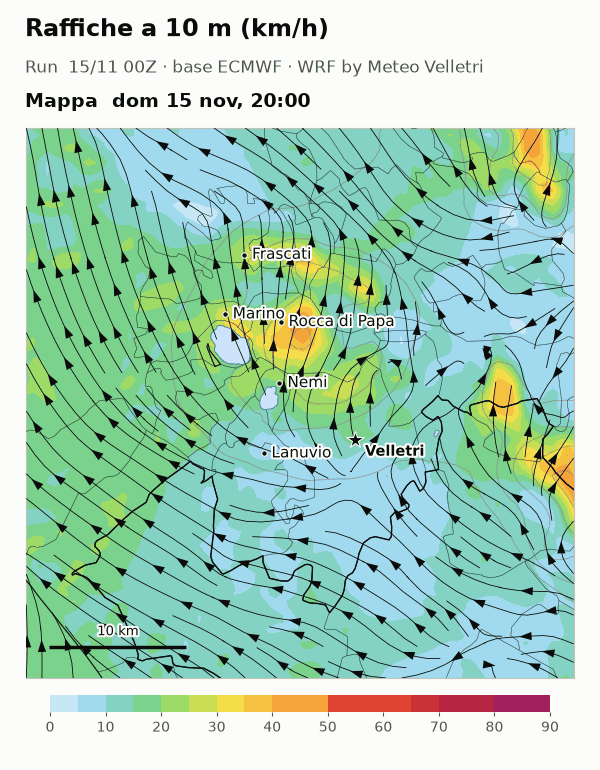 Raffiche a 10 m (km/h)
Run  15/11 00Z · base ECMWF · WRF by Meteo Velletri
Mappa  dom 15 nov, 20:00
Frascati
Marino
Rocca di Papa
Nemi
Velletri
Lanuvio
10 km
0 10 20 30 40 50 60 70 80 90